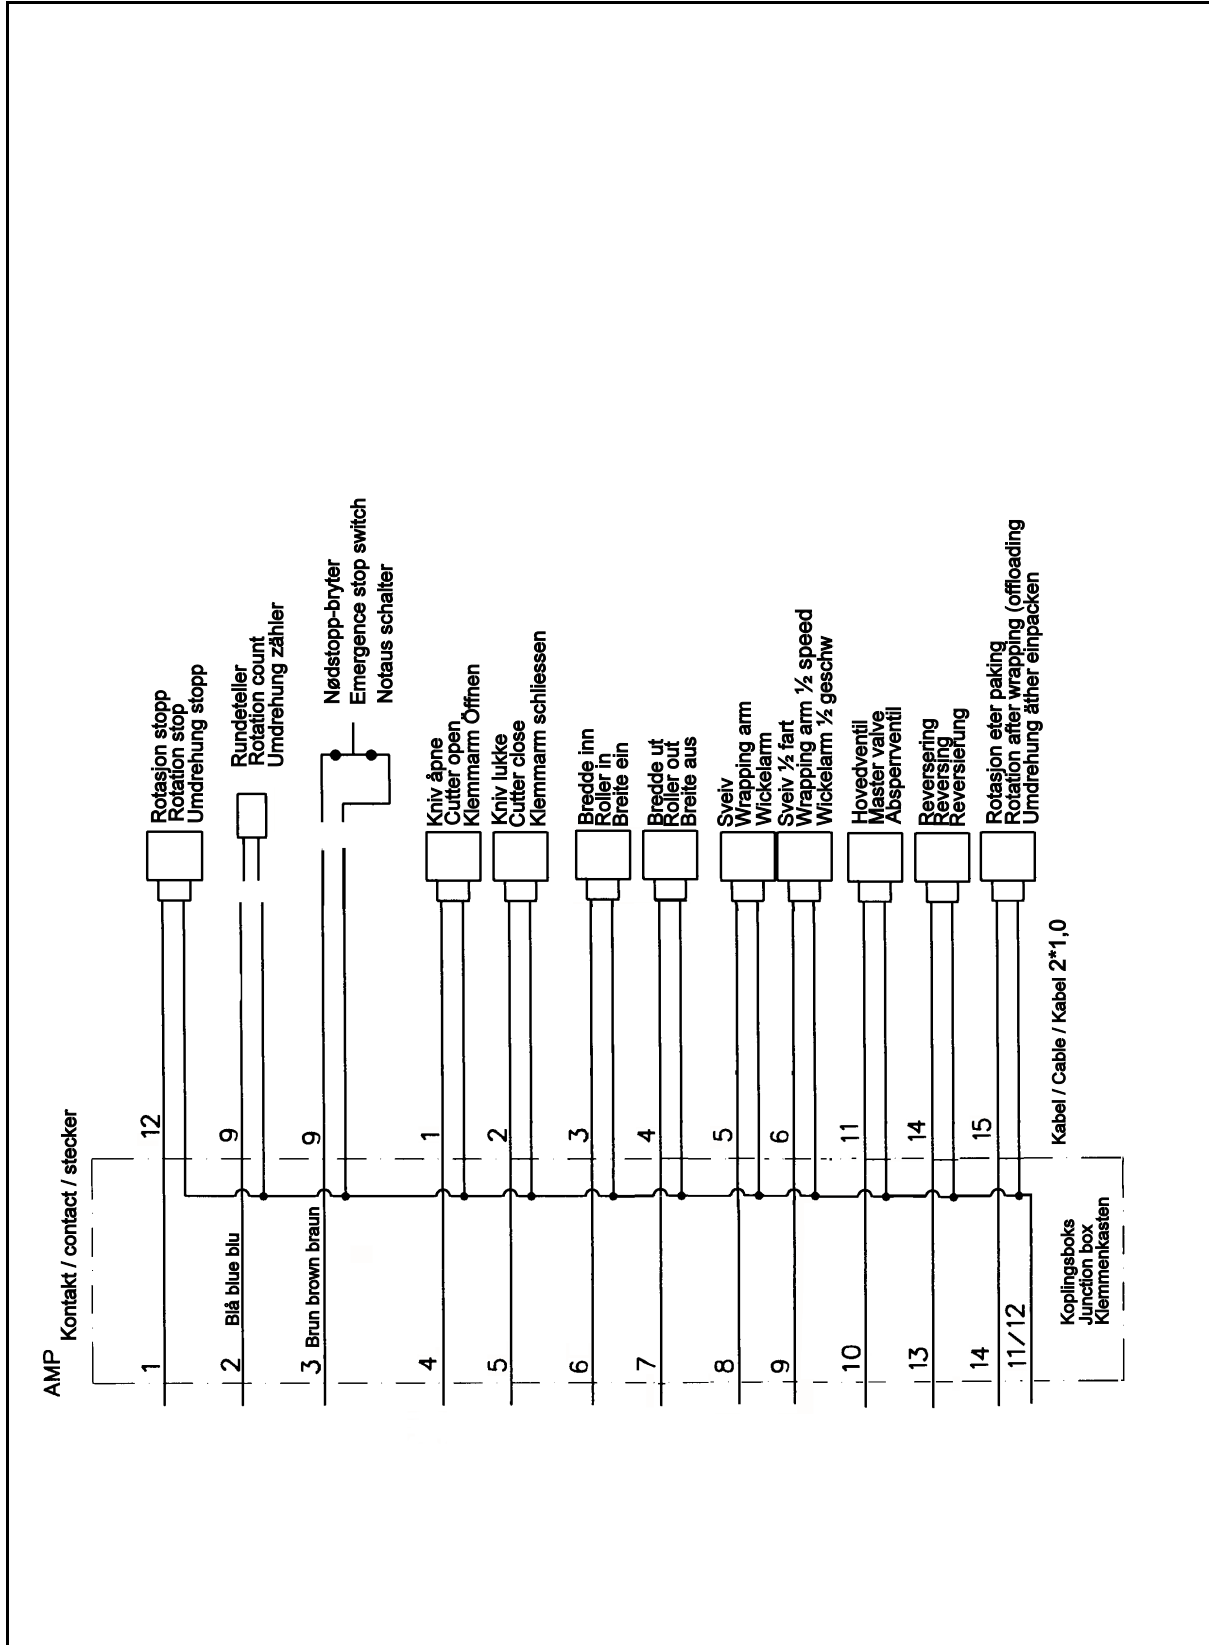 AMP
Kontakt / contact / stecker
1
12
Rotasjon stopp
Rotation stop
Umdrehung stopp
2
Blå blue blu
9
Rundeteller
Rotation count
Umdrehung zähler
3
Brun brown braun
9
Nødstopp-bryter
Emergence stop switch
Notaus schalter
4
1
Kniv åpne
Cutter open
Klemmarm Öffnen
5
2
Kniv lukke
Cutter close
Klemmarm schliessen
6
3
Bredde inn
Roller in
Breite ein
7
4
Bredde ut
Roller out
Breite aus
8
5
Sveiv
Wrapping arm
Wickelarm
9
6
Sveiv ½ fart
Wrapping arm ½ speed
Wickelarm ½ geschw
10
11
Hovedventil
Master valve
Absperrventil
13
14
Reversering
Reversing
Reversierung
14
15
Rotasjon eter paking
Rotation after wrapping (offloading
Umdrehung äther einpacken
11/12
Koplingsboks
Junction box
Klemmenkasten
Kabel / Cable / Kabel 2*1,0